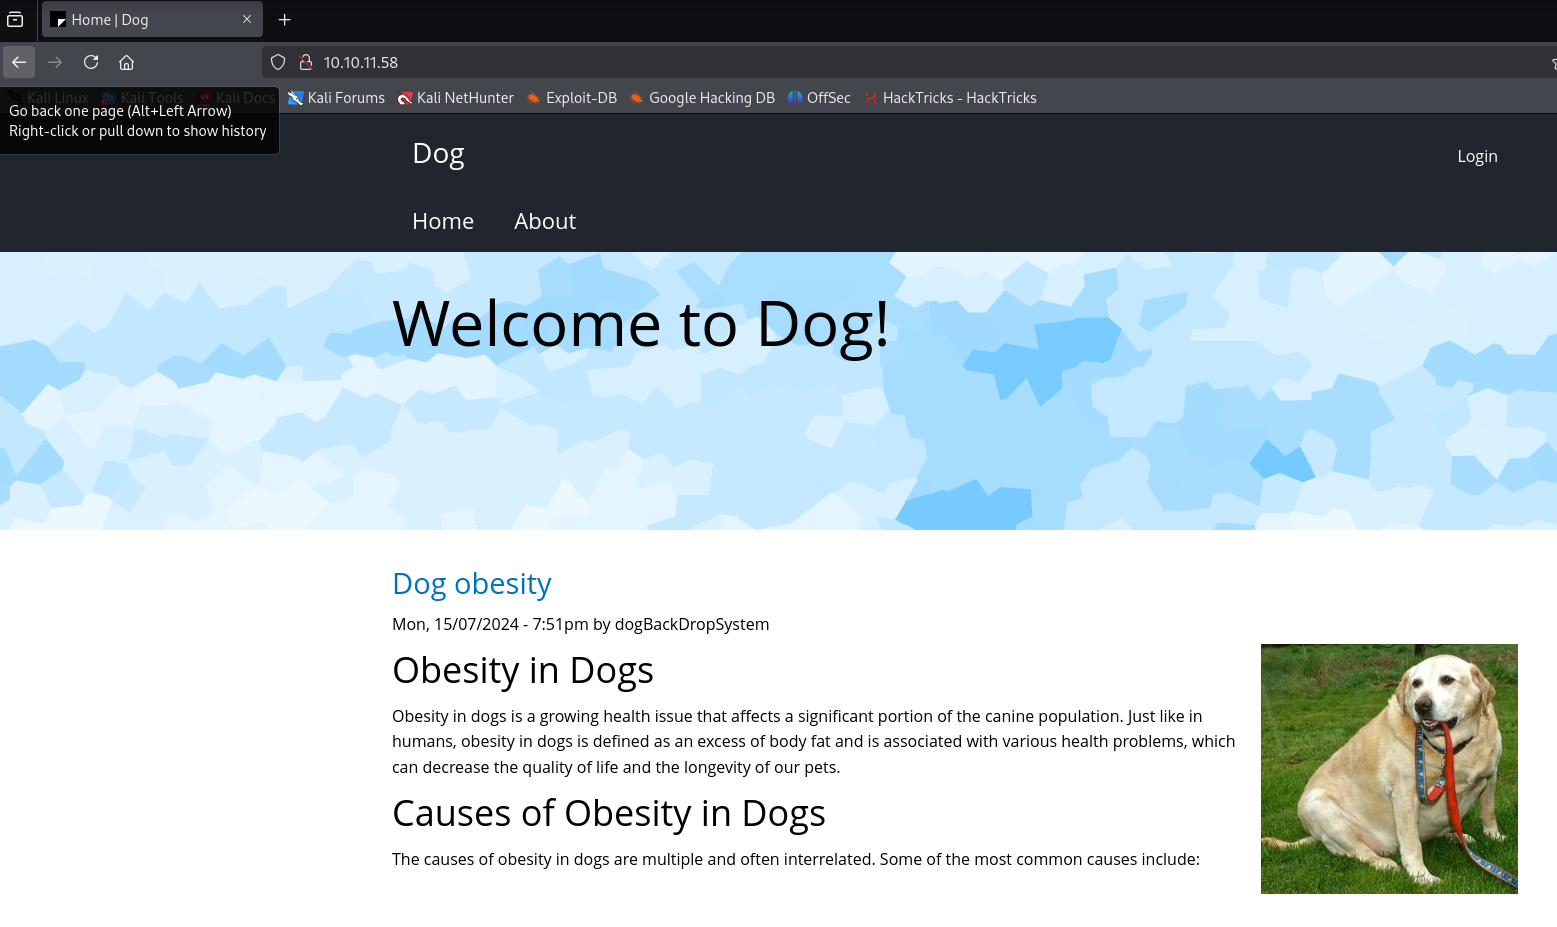 Home | Dog
10.10.11.58
Kali Linux Kali Tools Kali Docs Kali Forums Kali NetHunter Exploit-DB Google Hacking DB OffSec HackTricks - HackTricks
Go back one page (Alt+Left Arrow)
Right-click or pull down to show history
Dog
Login
Home About
Welcome to Dog!
Dog obesity
Mon, 15/07/2024 - 7:51pm by dogBackDropSystem
Obesity in Dogs
Obesity in dogs is a growing health issue that affects a significant portion of the canine population. Just like in
humans, obesity in dogs is defined as an excess of body fat and is associated with various health problems, which
can decrease the quality of life and the longevity of our pets.
Causes of Obesity in Dogs
The causes of obesity in dogs are multiple and often interrelated. Some of the most common causes include: